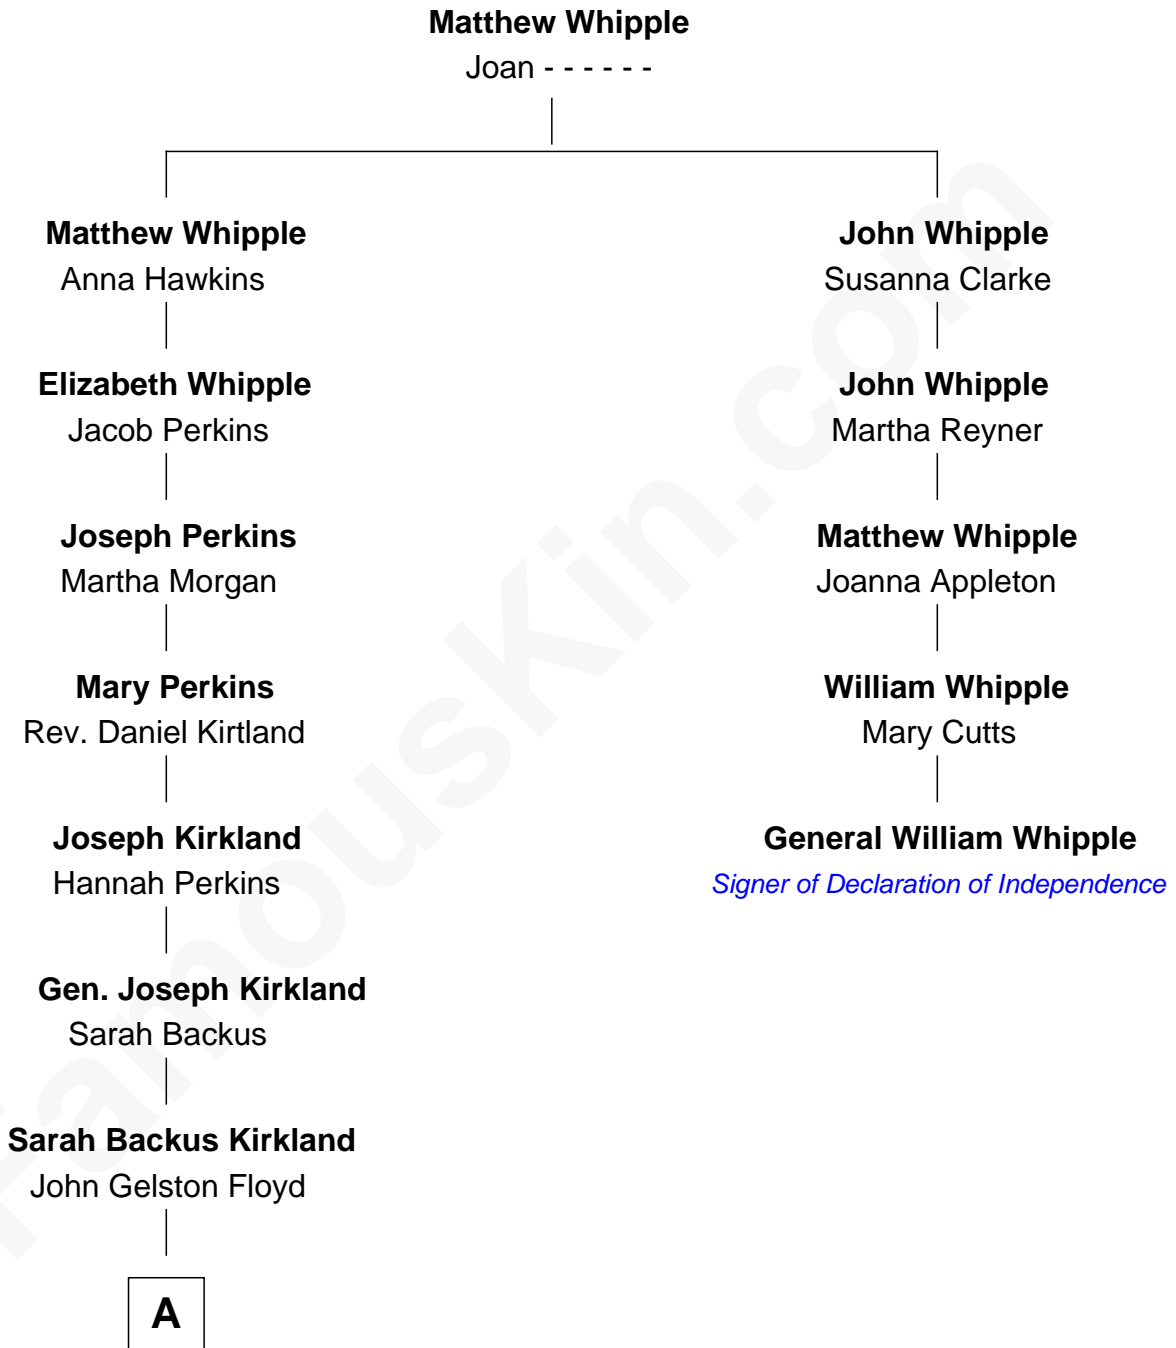 Matthew Whipple
Joan - - - - - -
Matthew Whipple
Anna Hawkins
Elizabeth Whipple
Jacob Perkins
Joseph Perkins
Martha Morgan
Mary Perkins
Rev. Daniel Kirtland
Joseph Kirkland
Hannah Perkins
Gen. Joseph Kirkland
Sarah Backus
Sarah Backus Kirkland
John Gelston Floyd
A
John Whipple
Susanna Clarke
John Whipple
Martha Reyner
Matthew Whipple
Joanna Appleton
William Whipple
Mary Cutts
General William Whipple
Signer of Declaration of Independence
FamousKin.com